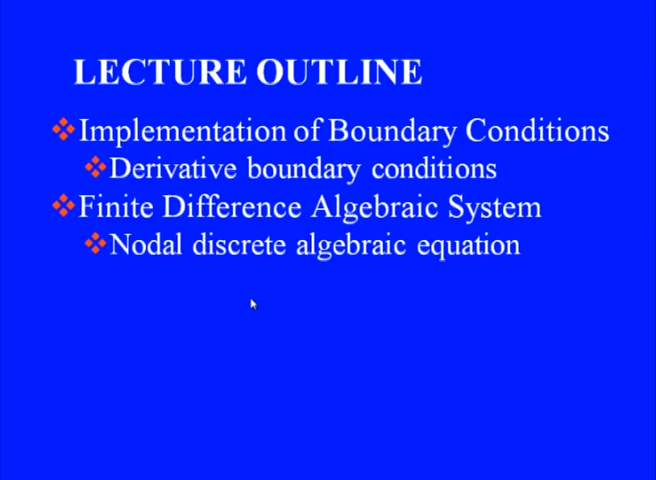 LECTURE OUTLINE
Implementation of Boundary Conditions
Derivative boundary conditions
Finite Difference Algebraic System
Nodal discrete algebraic equation